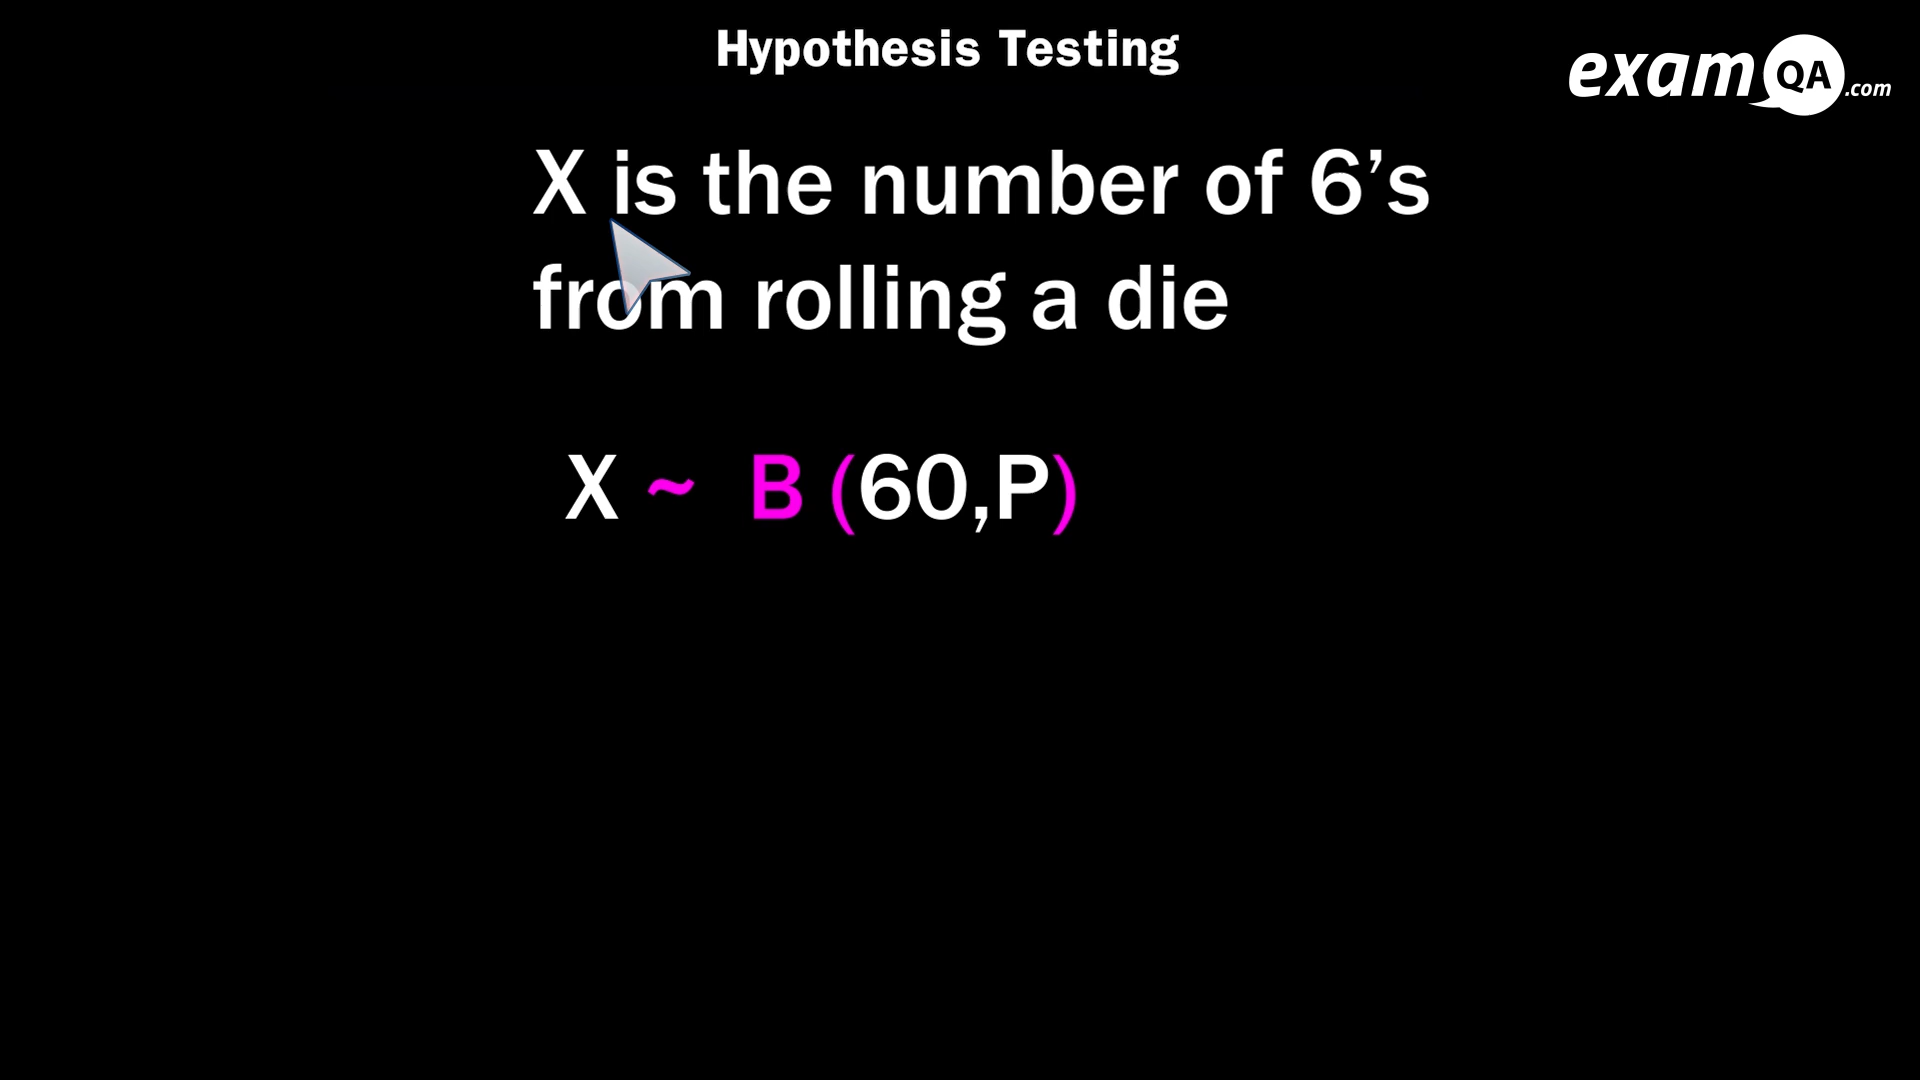 Hypothesis Testing
examQA.com
X is the number of 6’s
from rolling a die
X ~ B (60,P)